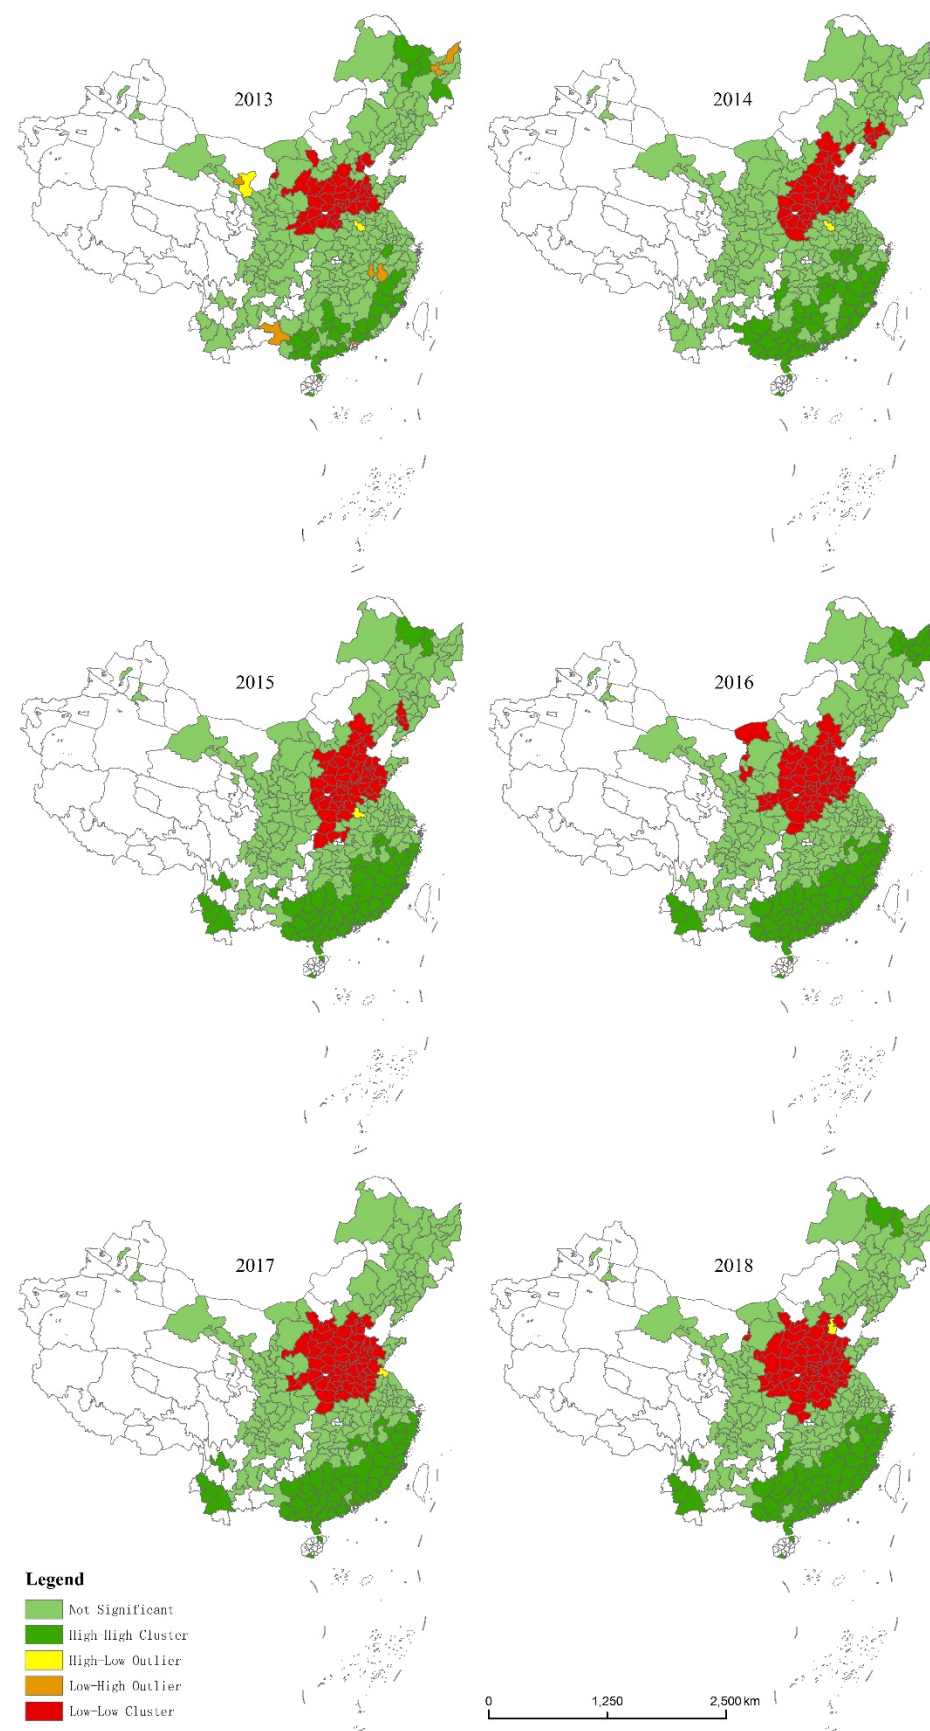 2013
2014
2015
2016
2017
2018
Legend
Not Significant
High-High Cluster
High-Low Outlier
Low-High Outlier
Low-Low Cluster
0 1,250 2,500 km